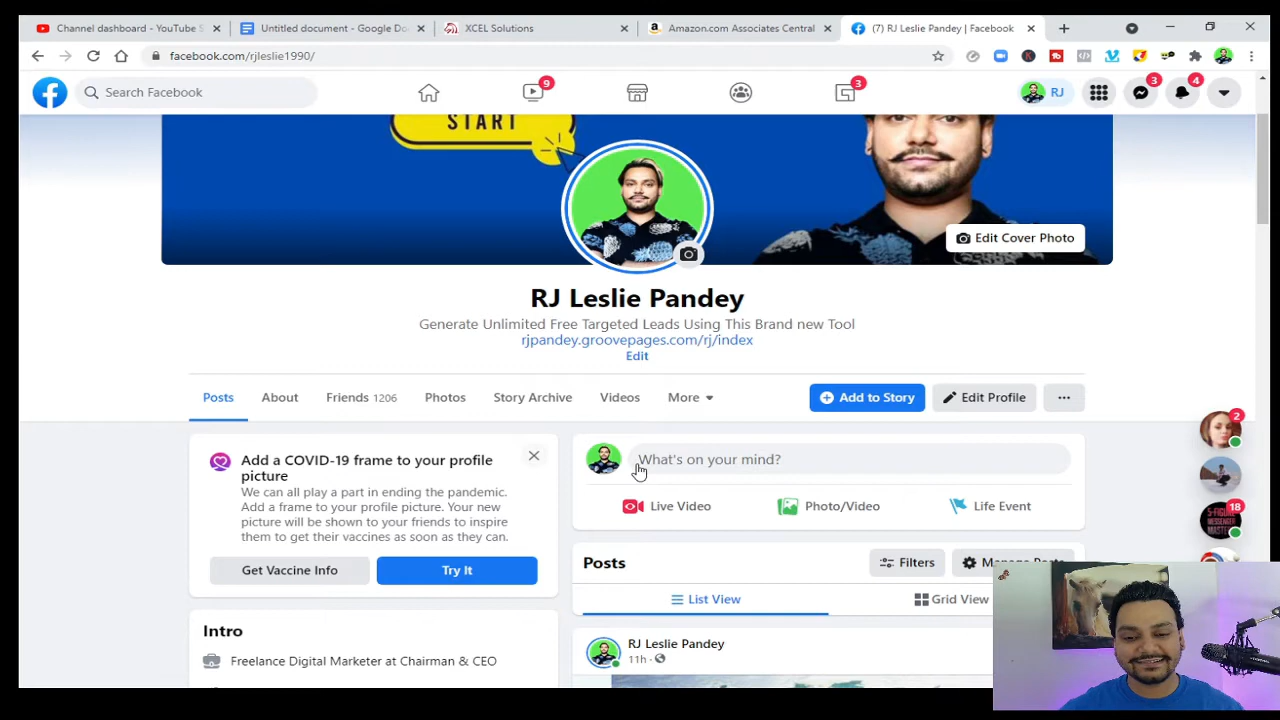 Channel dashboard - YouTube S
Untitled document - Google Do
XCEL Solutions
Amazon.com Associates Central
(7) RJ Leslie Pandey | Facebook
facebook.com/rjleslie1990/
Search Facebook
9
3
RJ
3
4
START
Edit Cover Photo
RJ Leslie Pandey
Generate Unlimited Free Targeted Leads Using This Brand new Tool
rjpandey.groovepages.com/rj/index
Edit
Posts
About
Friends 1206
Photos
Story Archive
Videos
More
Add to Story
Edit Profile
2
18
5-FIGURE
MESSENGER
Add a COVID-19 frame to your profile
picture
We can all play a part in ending the pandemic.
Add a frame to your profile picture. Your new
picture will be shown to your friends to inspire
them to get their vaccines as soon as they can.
Get Vaccine Info
Try It
What's on your mind?
Live Video
Photo/Video
Life Event
Posts
Filters
Manage Posts
List View
Grid View
Intro
Freelance Digital Marketer at Chairman & CEO
RJ Leslie Pandey
11h